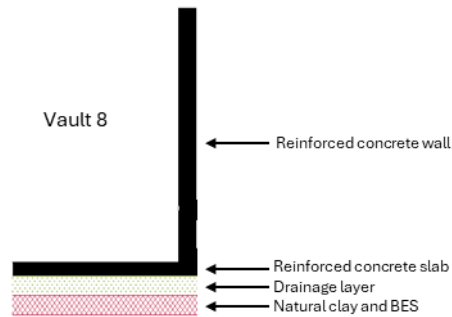 Vault 8
Reinforced concrete wall
Reinforced concrete slab
Drainage layer
Natural clay and BES